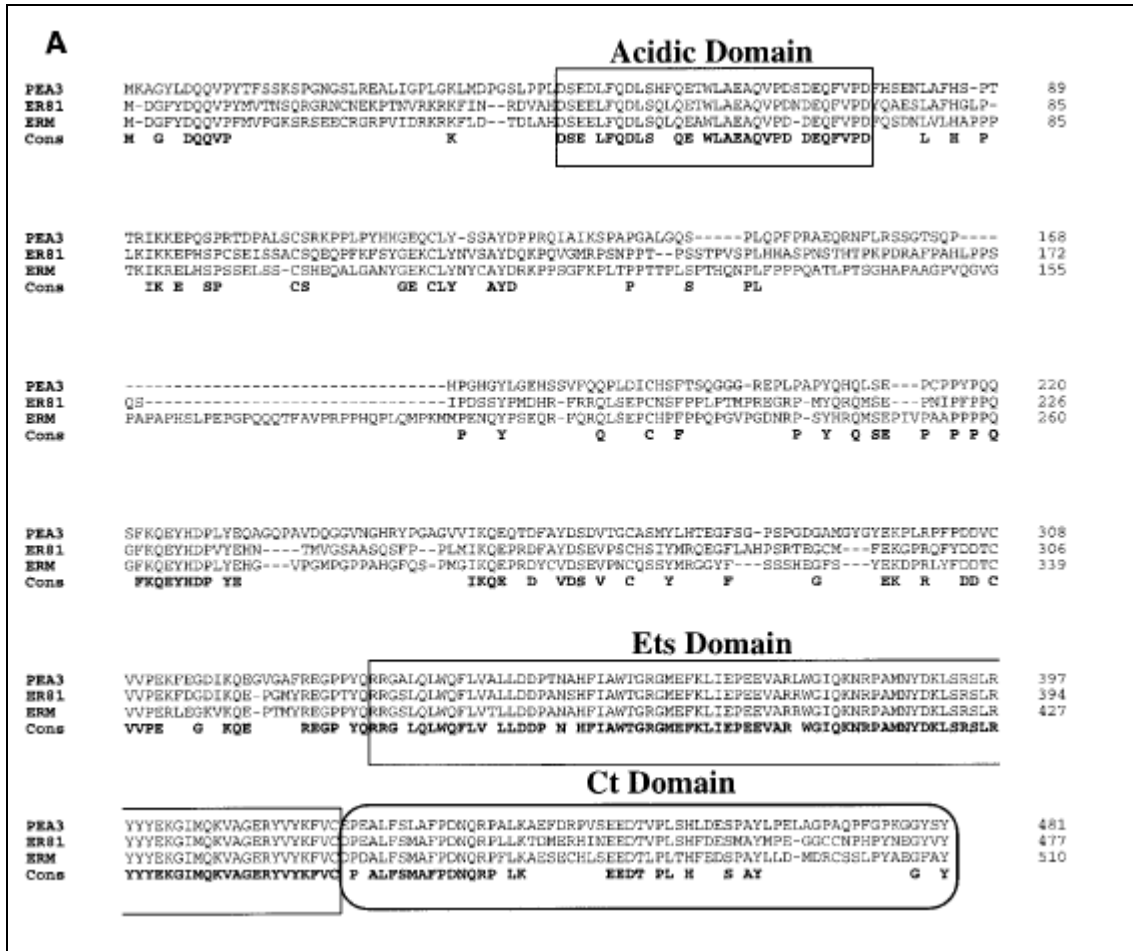 A
Acidic Domain
PEA3 MKAGYLDQQVPYTFSSKSPGNGSLREALIGPLGKLMDPGSLPPLDSEDLFQDLSHFQETWLAEAQVPDSDEQFVPDFHSENLAFHS-PT 89
ER81 M-DGFYDQQVPYMVTNSQRGRNCNEKPTNVRKRKFIN--RDVAHDSEELFQDLSQLQETWLAEAQVPDNDEQFVPDYQAESLAFHGLP- 85
ERM M-DGFYDQQVPFMVPGKSRSEECRGRPVIDRKRKFLD--TDLAHDSEELFQDLSQLQEAWLAEAQVPD-DEQFVPDFQSDNLVLHAPPP 85
Cons M G DQQVP K DSE LFQDLS QE WLAEAQVPD DEQFVPD L H P
PEA3 TRIKKEPQSPRTDPALSCSRKPPLPYHHGEQCLY-SSAYDPPRQIAIKSPAPGALGQS-----PLQPFPRAEQRNFLRSSGTSQP---- 168
ER81 LKIKKEPHSPCSEISSACSQEQPFKFSYGEKCLYNVSAYDQKPQVGMRPSNPPT--PSSTPVSPLHHASPNSTHTPKPDRAFPAHLPPS 172
ERM TKIKRELHSPSSELSS-CSHEQALGANYGEKCLYNYCAYDRKPPSGFKPLTPPTTPLSPTHQNPLFPPPQATLPTSGHAPAAGPVQGVG 155
Cons IK E SP CS GE CLY AYD P S PL
PEA3 ---------------------------------HPGHGYLGEHSSVFQQPLDICHSFTSQGGG-REPLPAPYQHQLSE---PCPPYPQQ 220
ER81 QS-------------------------------IPDSSYPMDHR-FRRQLSEPCNSFPPLPTMPREGRP-MYQRQMSE---PNIPFPPQ 226
ERM PAPAPHSLPEPGPQQQTFAVPRPPHQPLQMPKMMPENQYPSEQR-FQRQLSEPCHPFPPQPGVPGDNRP-SYHRQMSEPIVPAAPPPPQ 260
Cons P Y Q C F P Y Q SE P P P Q
PEA3 SFKQEYHDPLYEQAGQPAVDQGGVNGHRYPGAGVVIKQEQTDFAYDSDVTGCASMYLHTEGFSG-PSPGDGAMGYGYEKPLRPFPDDVC 308
ER81 GFKQEYHDPVYEHN----TMVGSAASQSFP--PLMIKQEPRDFAYDSEVPSCHSIYMRQEGFLAHPSRTEGCM---FEKGPRQFYDDTC 306
ERM GFKQEYHDPLYEHG---VPGMPGPPAHGFQS-PMGIKQEPRDYCVDSEVPNCQSSYMRGGYF---SSSHEGFS---YEKDPRLYFDDTC 339
Cons FKQEYHDP YE IKQE D VDS V C Y F G EK R DD C
Ets Domain
PEA3 VVPEKFEGDIKQEGVGAFREGPPYQRRGALQLWQFLVALLDDPTNAHFIAWTGRGMEFKLIEPEEVARLWGIQKNRPAMNYDKLSRSLR 397
ER81 VVPEKFDGDIKQE-PGMYREGPTYQRRGSLQLWQFLVALLDDPANSHFIAWTGRGMEFKLIEPEEVARRWGIQKNRPAMNYDKLSRSLR 394
ERM VVPERLEGKVKQE-PTMYREGPPYQRRGSLQLWQFLVTLLDDPANAHFIAWTGRGMEFKLIEPEEVARRWGIQKNRPAMNYDKLSRSLR 427
Cons VVPE G KQE REGP YQRRG LQLWQFLV LLDDP N HFIAWTGRGMEFKLIEPEEVAR WGIQKNRPAMNYDKLSRSLR
Ct Domain
PEA3 YYYEKGIMQKVAGERYVYKFVCEPEALFSLAFPDNQRPALKAEFDRPVSEEDTVPLSHLDESPAYLPELAGPAQPFGPKGGYSY 481
ER81 YYYEKGIMQKVAGERYVYKFVCDPEALFSMAFPDNQRPLLKTDMERHINEEDTVPLSHFDESMAYMPE-GGCCNPHPYNEGYVY 477
ERM YYYEKGIMQKVAGERYVYKFVCDPDALFSMAFPDNQRPFLKAESECHLSEEDTLPLTHFEDSPAYLLD-MDRCSSLPYAEGFAY 510
Cons YYYEKGIMQKVAGERYVYKFVC P ALFSMAFPDNQRP LK EEDT PL H S AY G Y